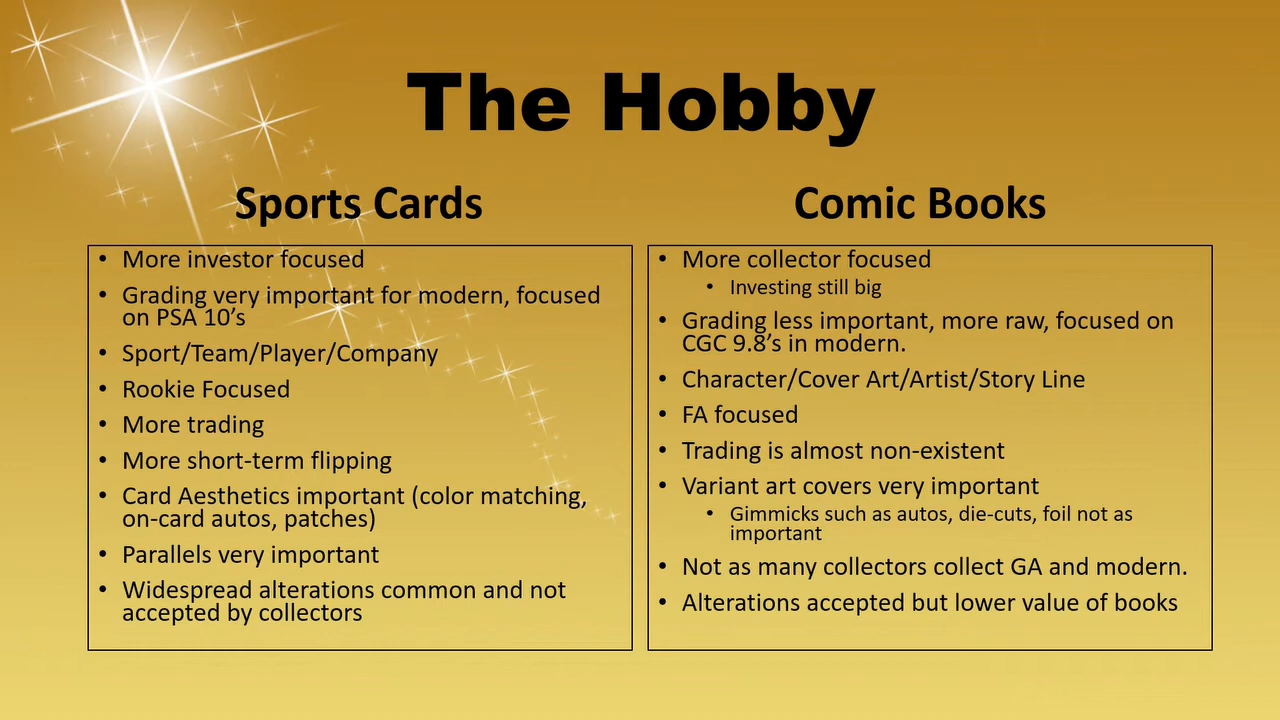 The Hobby
Sports Cards
• More investor focused
• Grading very important for modern, focused
on PSA 10’s
• Sport/Team/Player/Company
• Rookie Focused
• More trading
• More short-term flipping
• Card Aesthetics important (color matching,
on-card autos, patches)
• Parallels very important
• Widespread alterations common and not
accepted by collectors
Comic Books
• More collector focused
• Investing still big
• Grading less important, more raw, focused on
CGC 9.8’s in modern.
• Character/Cover Art/Artist/Story Line
• FA focused
• Trading is almost non-existent
• Variant art covers very important
• Gimmicks such as autos, die-cuts, foil not as
important
• Not as many collectors collect GA and modern.
• Alterations accepted but lower value of books